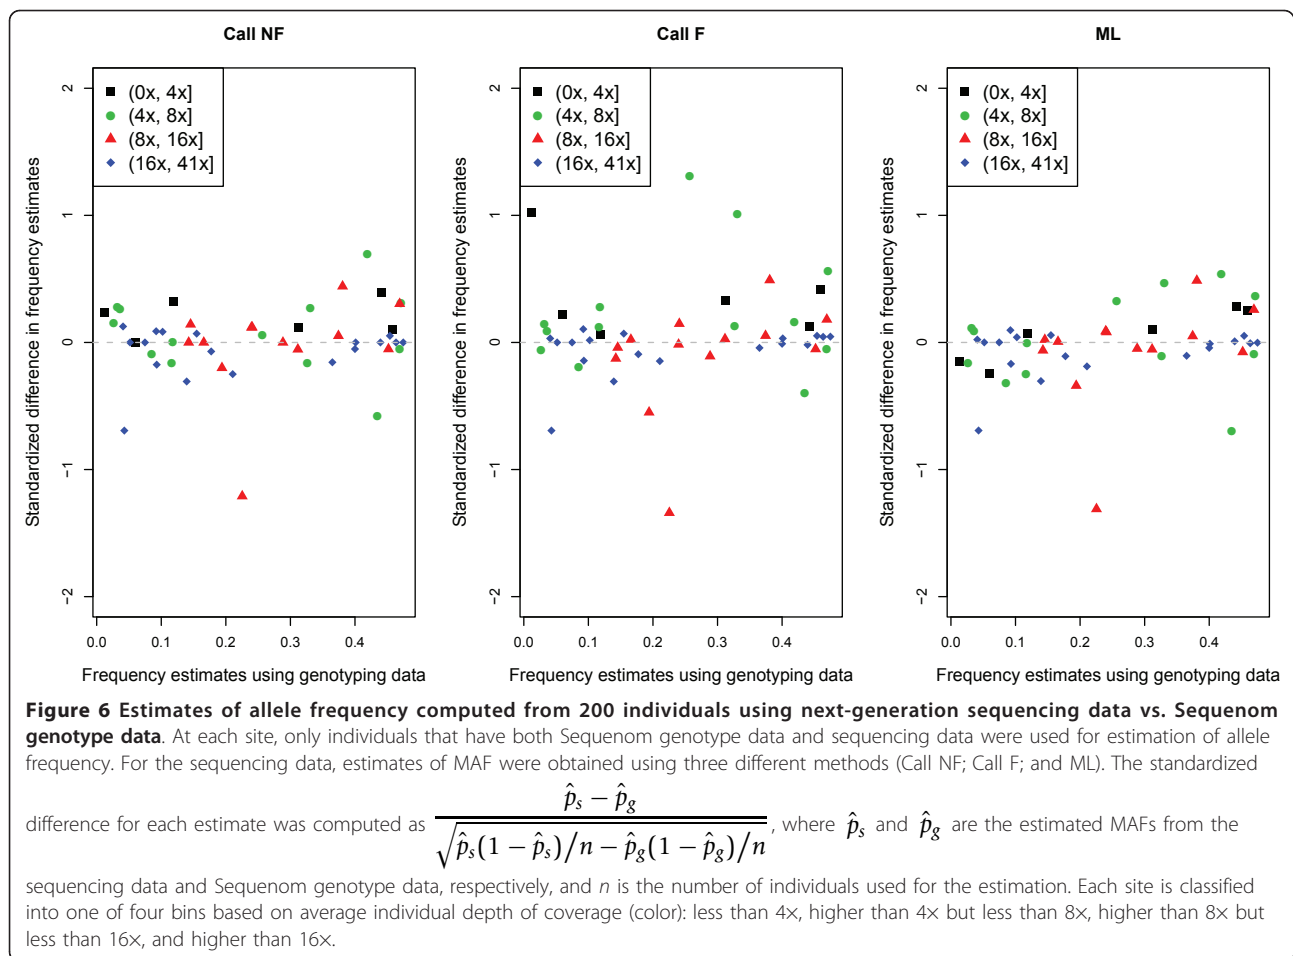 Call NF
Call F
ML
Standardized difference in frequency estimates
2
1
0
−1
−2
(0x, 4x]
(4x, 8x]
(8x, 16x]
(16x, 41x]
0.0 0.1 0.2 0.3 0.4
Frequency estimates using genotyping data
Standardized difference in frequency estimates
2
1
0
−1
−2
(0x, 4x]
(4x, 8x]
(8x, 16x]
(16x, 41x]
0.0 0.1 0.2 0.3 0.4
Frequency estimates using genotyping data
Standardized difference in frequency estimates
2
1
0
−1
−2
(0x, 4x]
(4x, 8x]
(8x, 16x]
(16x, 41x]
0.0 0.1 0.2 0.3 0.4
Frequency estimates using genotyping data
Figure 6 Estimates of allele frequency computed from 200 individuals using next-generation sequencing data vs. Sequenom
genotype data. At each site, only individuals that have both Sequenom genotype data and sequencing data were used for estimation of allele
frequency. For the sequencing data, estimates of MAF were obtained using three different methods (Call NF; Call F; and ML). The standardized
difference for each estimate was computed as (p̂s − p̂g) / √(p̂s(1 − p̂s)/n − p̂g(1 − p̂g)/n), where p̂s and p̂g are the estimated MAFs from the
sequencing data and Sequenom genotype data, respectively, and n is the number of individuals used for the estimation. Each site is classified
into one of four bins based on average individual depth of coverage (color): less than 4×, higher than 4× but less than 8×, higher than 8× but
less than 16×, and higher than 16×.